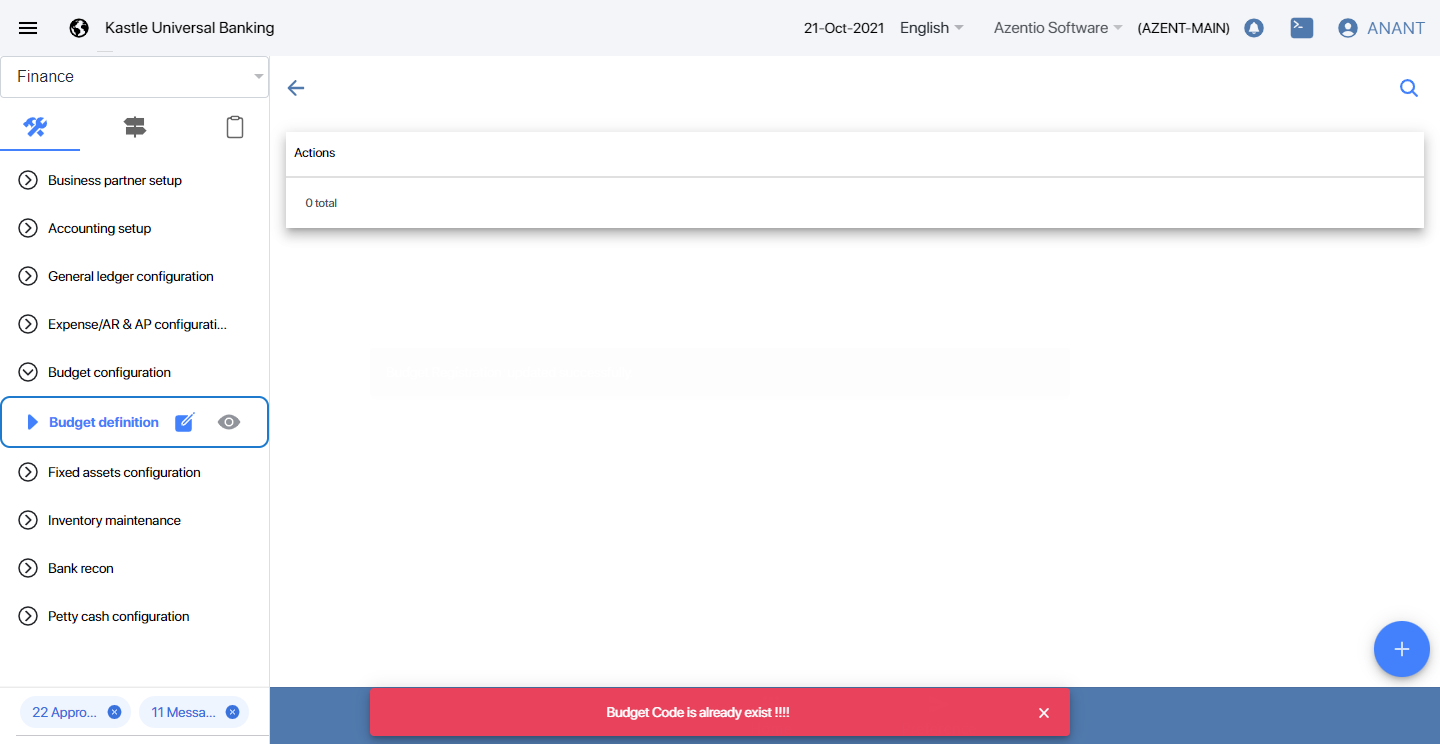 Kastle Universal Banking
21-Oct-2021 English Azentio Software (AZENT-MAIN) ANANT
Finance
Actions
0 total
Business partner setup
Accounting setup
General ledger configuration
Expense/AR & AP configurati...
Budget configuration
Budget definition
Fixed assets configuration
Inventory maintenance
Bank recon
Petty cash configuration
22 Appro... 11 Messa...
Budget Code is already exist !!!!